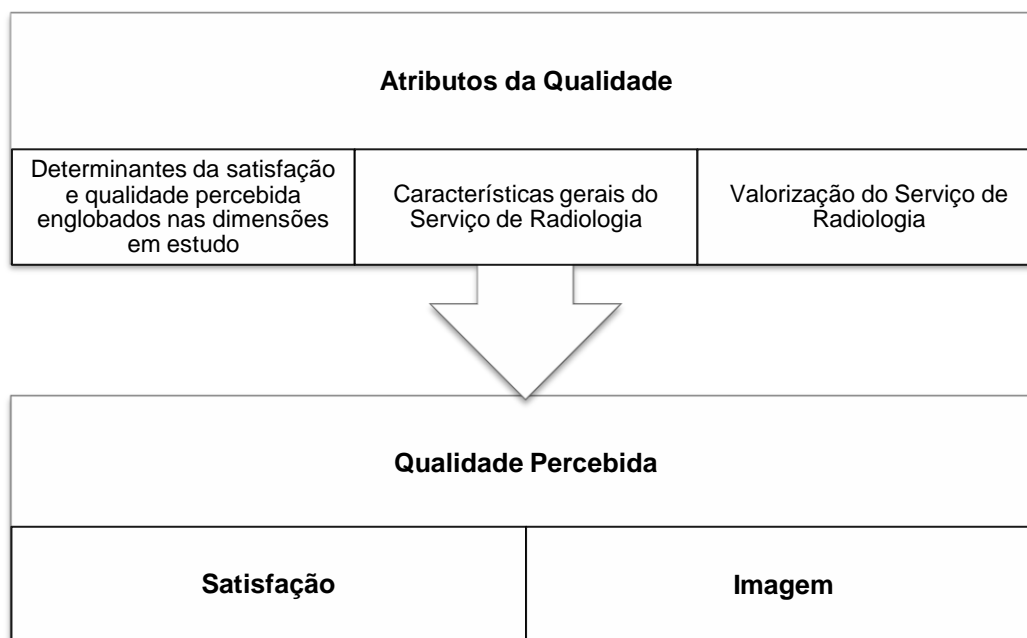 Atributos da Qualidade
Determinantes da satisfação
e qualidade percebida
englobados nas dimensões
em estudo
Características gerais do
Serviço de Radiologia
Valorização do Serviço de
Radiologia
Qualidade Percebida
Satisfação
Imagem